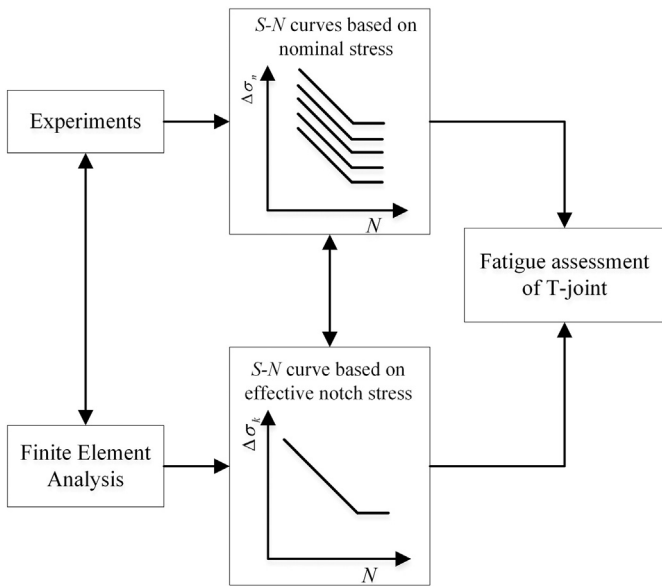 S-N curves based on
nominal stress
Δσₙ
N
Experiments
Fatigue assessment
of T-joint
S-N curve based on
effective notch stress
Δσₖ
N
Finite Element
Analysis